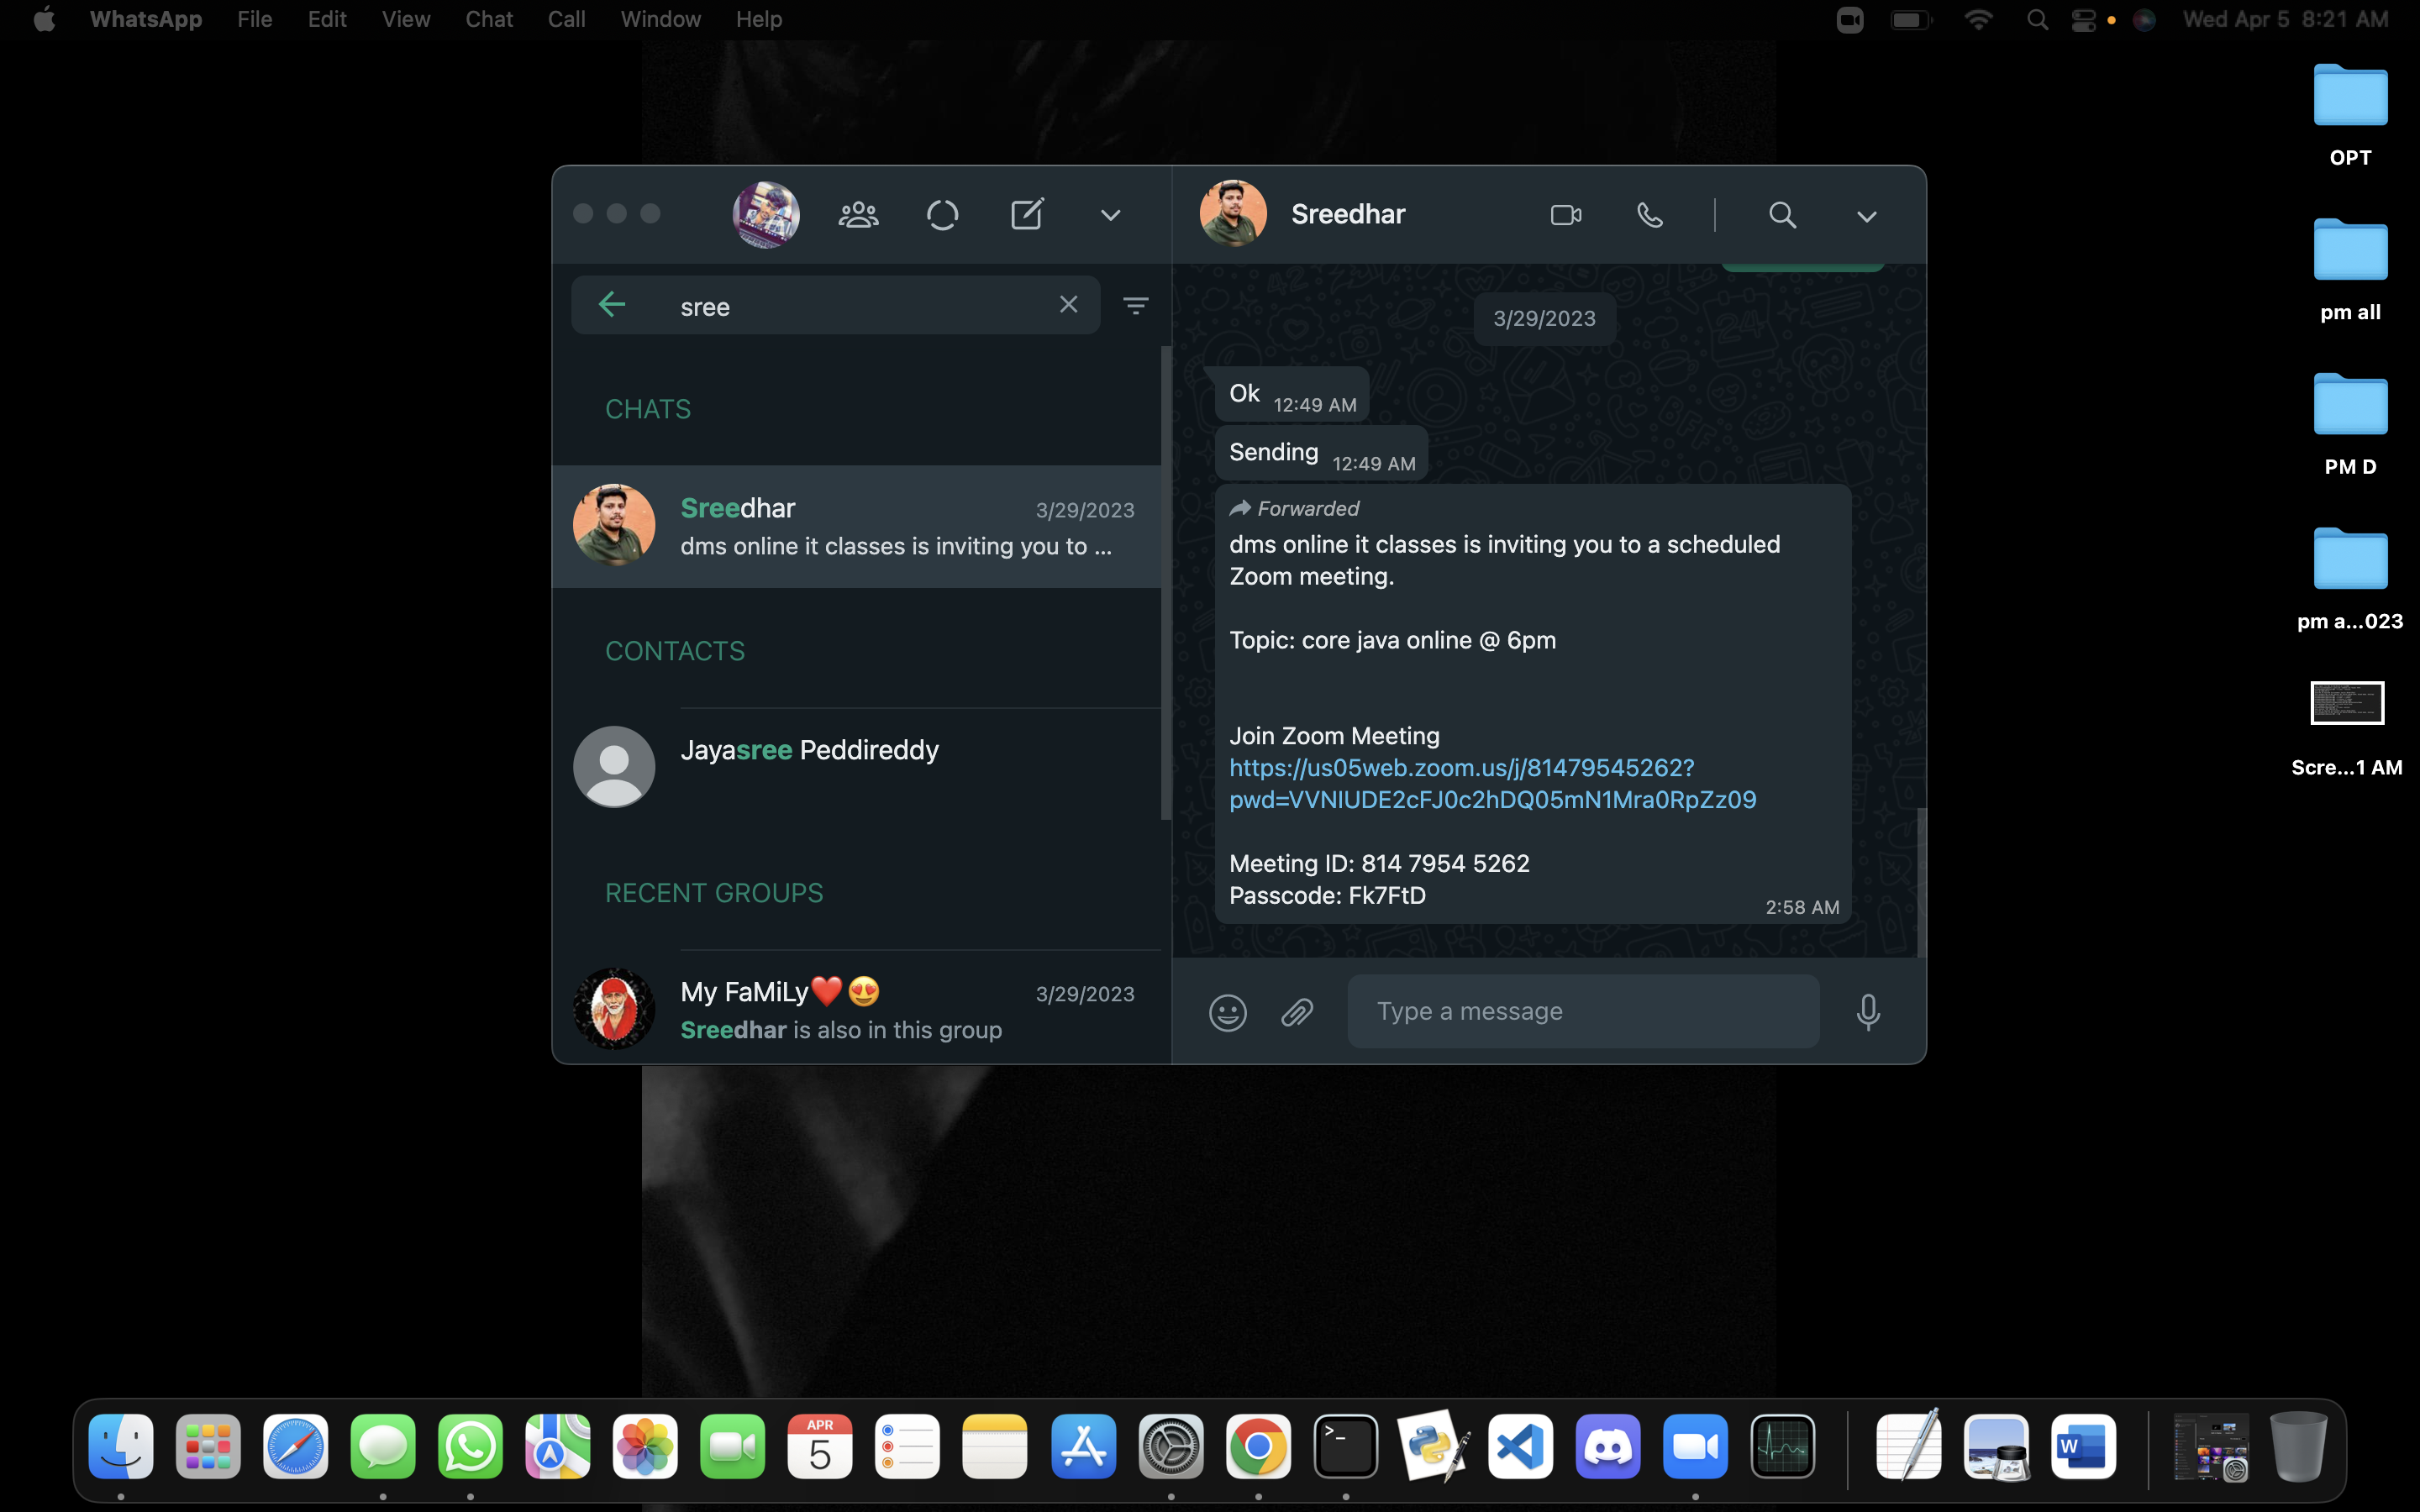 WhatsApp File Edit View Chat Call Window Help
Wed Apr 5 8:21 AM
sree
CHATS
Sreedhar 3/29/2023
dms online it classes is inviting you to ...
CONTACTS
Jayasree Peddireddy
RECENT GROUPS
My FaMiLy❤️😍 3/29/2023
Sreedhar is also in this group
Sreedhar
3/29/2023
Ok 12:49 AM
Sending 12:49 AM
Forwarded
dms online it classes is inviting you to a scheduled
Zoom meeting.
Topic: core java online @ 6pm
Join Zoom Meeting
https://us05web.zoom.us/j/81479545262?
pwd=VVNlUDE2cFJ0c2hDQ05mN1Mra0RpZz09
Meeting ID: 814 7954 5262
Passcode: Fk7FtD
2:58 AM
Type a message
OPT
pm all
PM D
pm a...023
Scre...1 AM
APR
5
>_
W